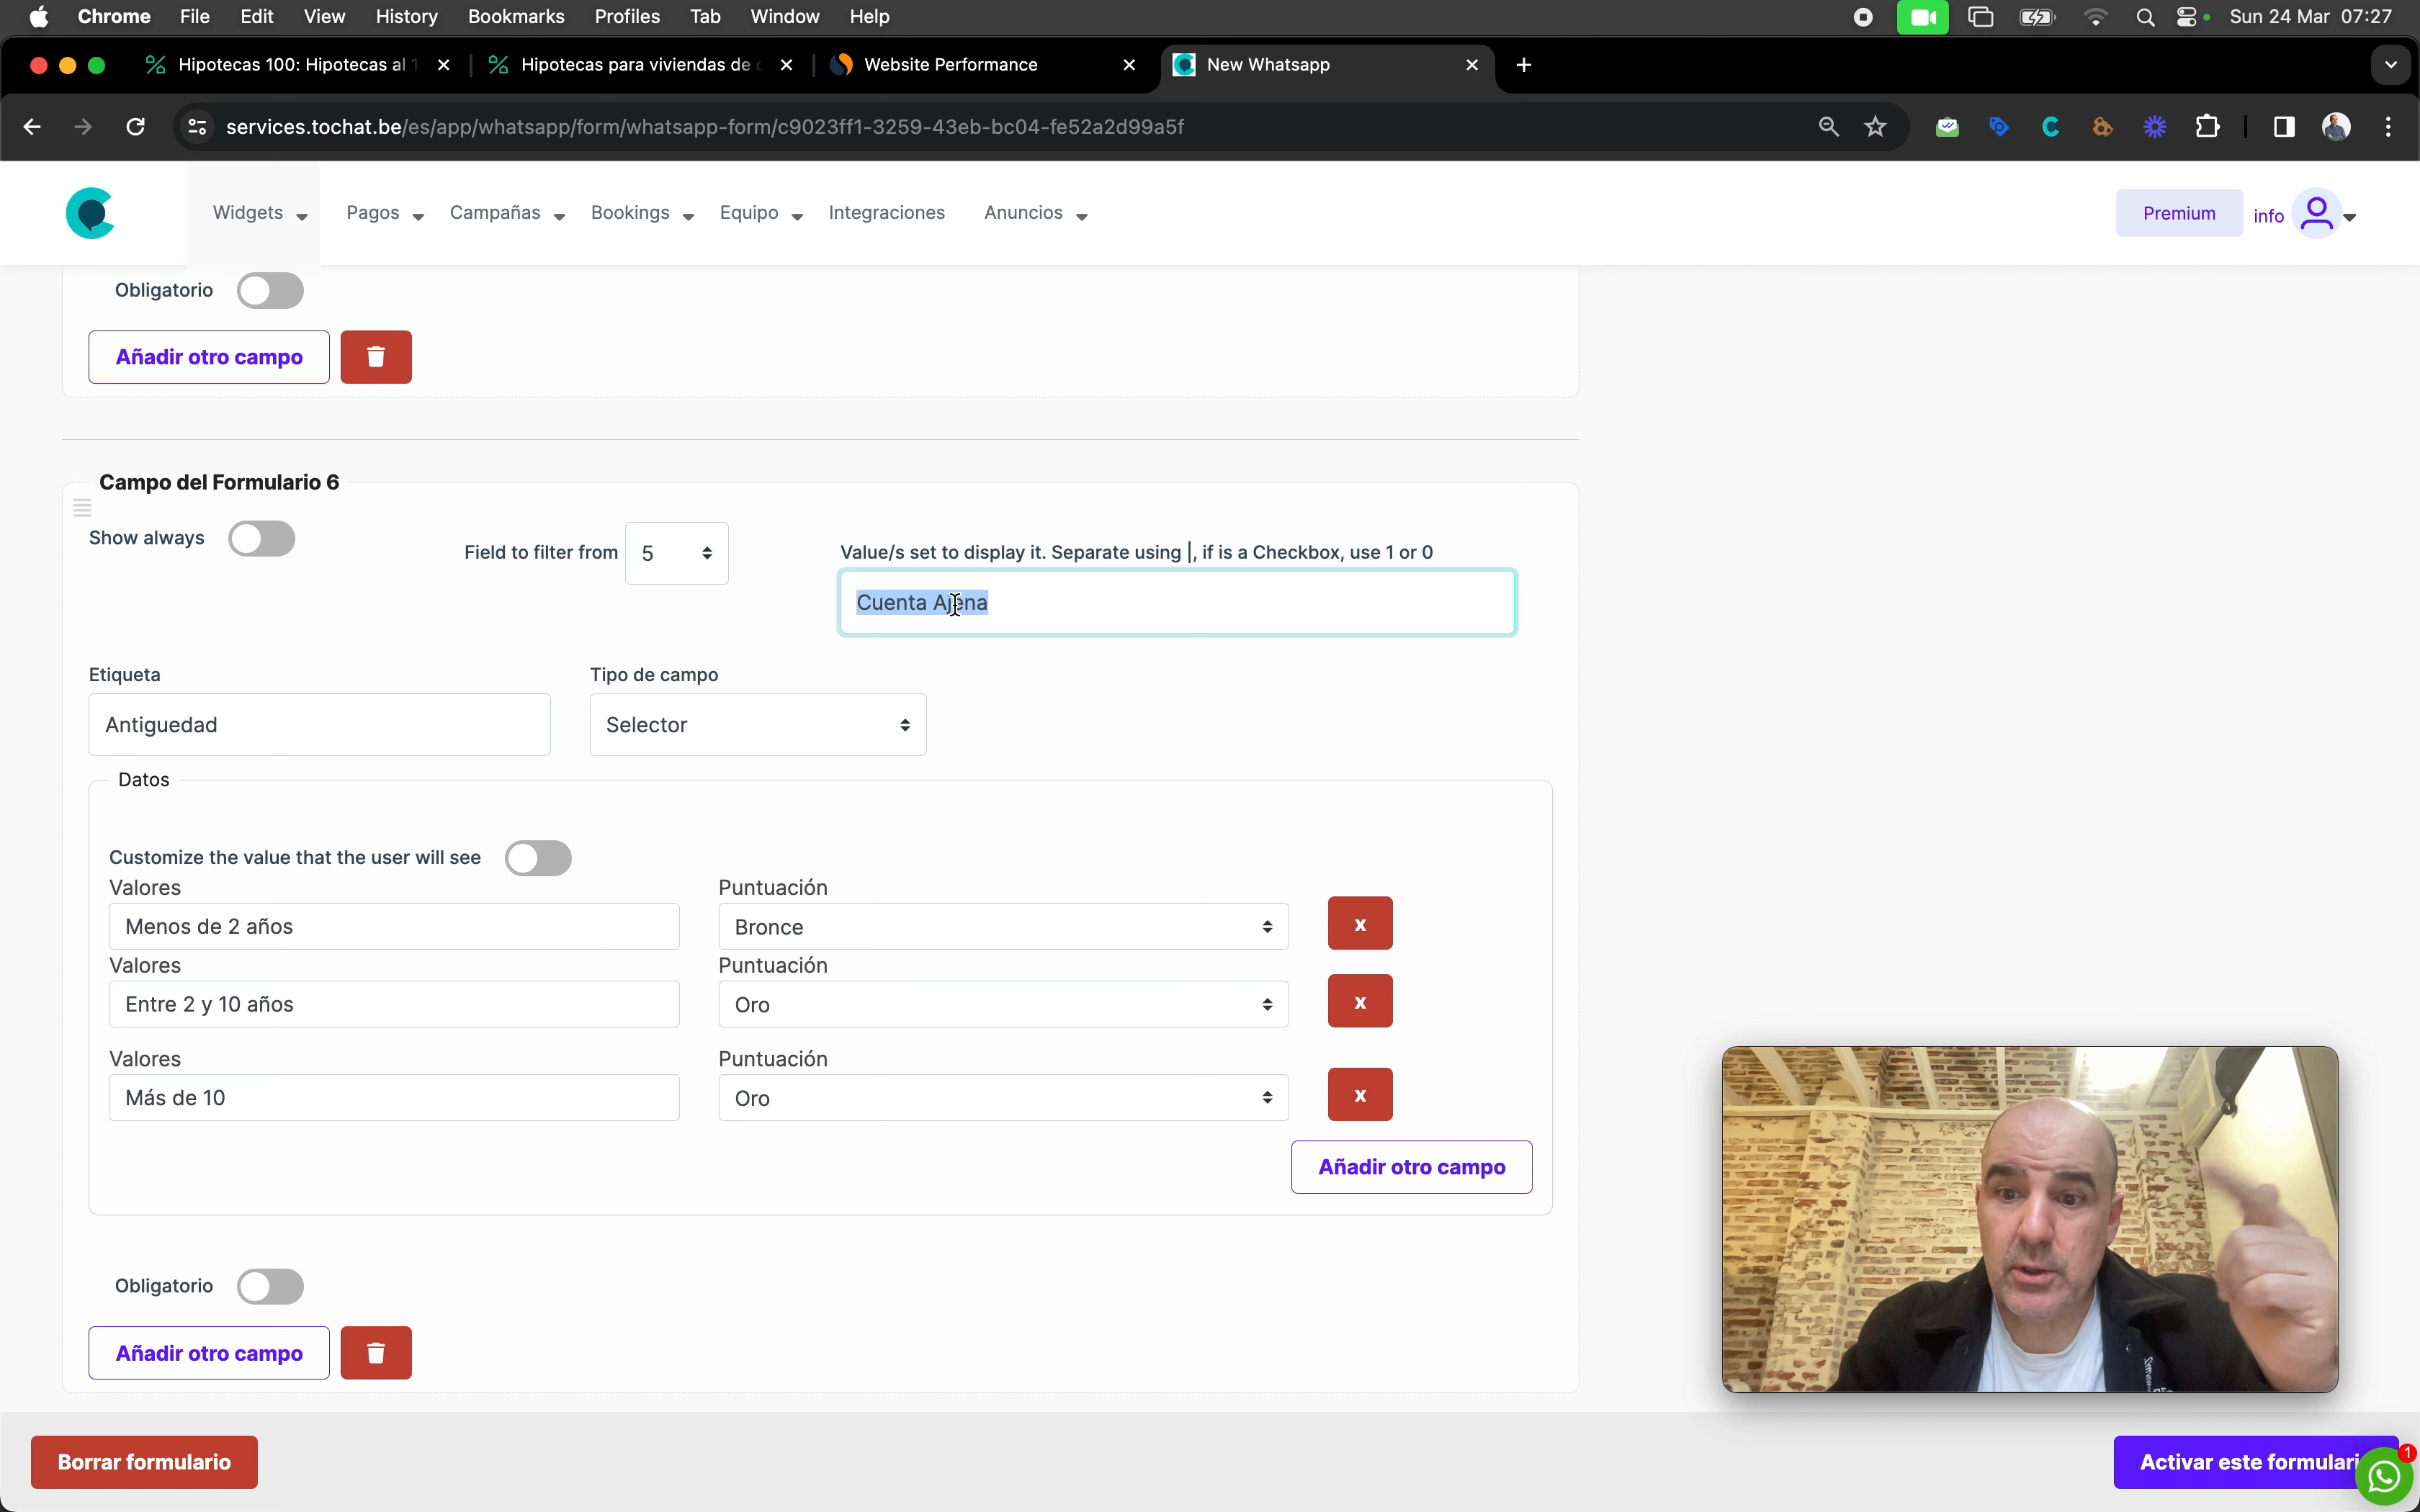 Chrome File Edit View History Bookmarks Profiles Tab Window Help Sun 24 Mar 07:27
Hipotecas 100: Hipotecas al 1 Hipotecas para viviendas de Website Performance New Whatsapp
services.tochat.be/es/app/whatsapp/form/whatsapp-form/c9023ff1-3259-43eb-bc04-fe52a2d99a5f
Widgets Pagos Campañas Bookings Equipo Integraciones Anuncios Premium info
Obligatorio
Añadir otro campo
Campo del Formulario 6
Show always Field to filter from 5 Value/s set to display it. Separate using |, if is a Checkbox, use 1 or 0
Cuenta Ajena
Etiqueta Tipo de campo
Antiguedad Selector
Datos
Customize the value that the user will see
Valores Puntuación
Menos de 2 años Bronce x
Valores Puntuación
Entre 2 y 10 años Oro x
Valores Puntuación
Más de 10 Oro x
Añadir otro campo
Obligatorio
Añadir otro campo
Borrar formulario Activar este formulari 1